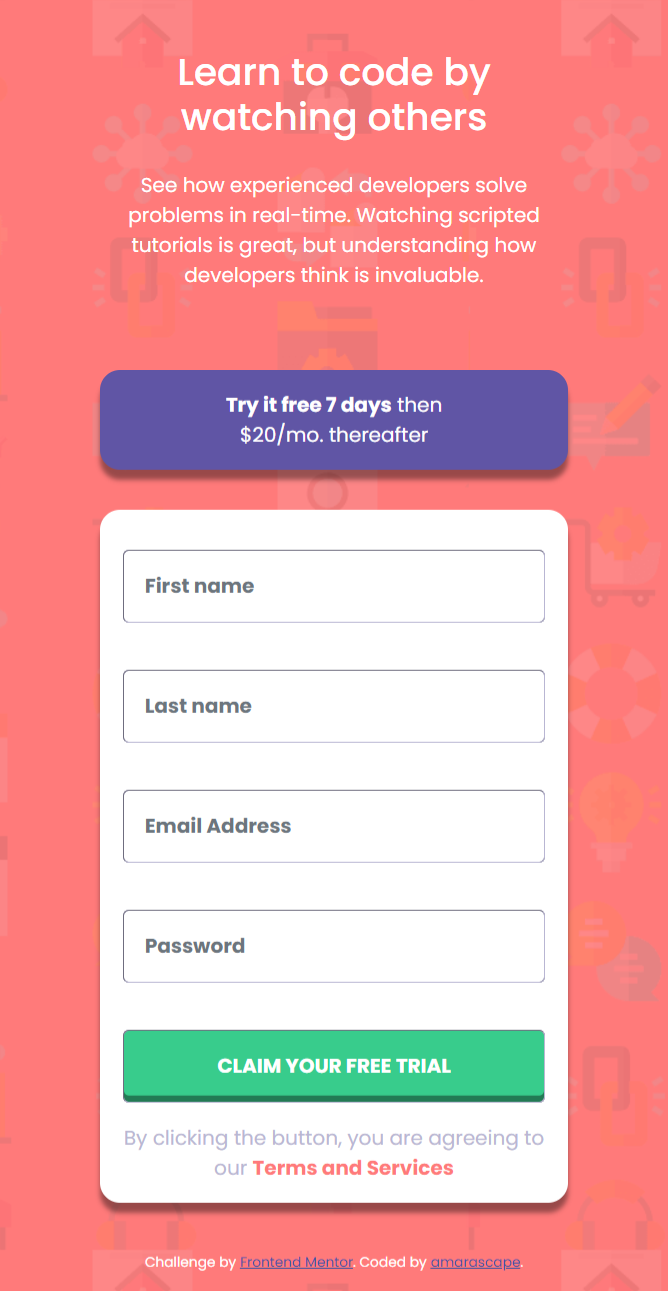 Learn to code by
watching others
See how experienced developers solve
problems in real-time. Watching scripted
tutorials is great, but understanding how
developers think is invaluable.
Try it free 7 days then
$20/mo. thereafter
First name
Last name
Email Address
Password
CLAIM YOUR FREE TRIAL
By clicking the button, you are agreeing to
our Terms and Services
Challenge by Frontend Mentor. Coded by amarascape.